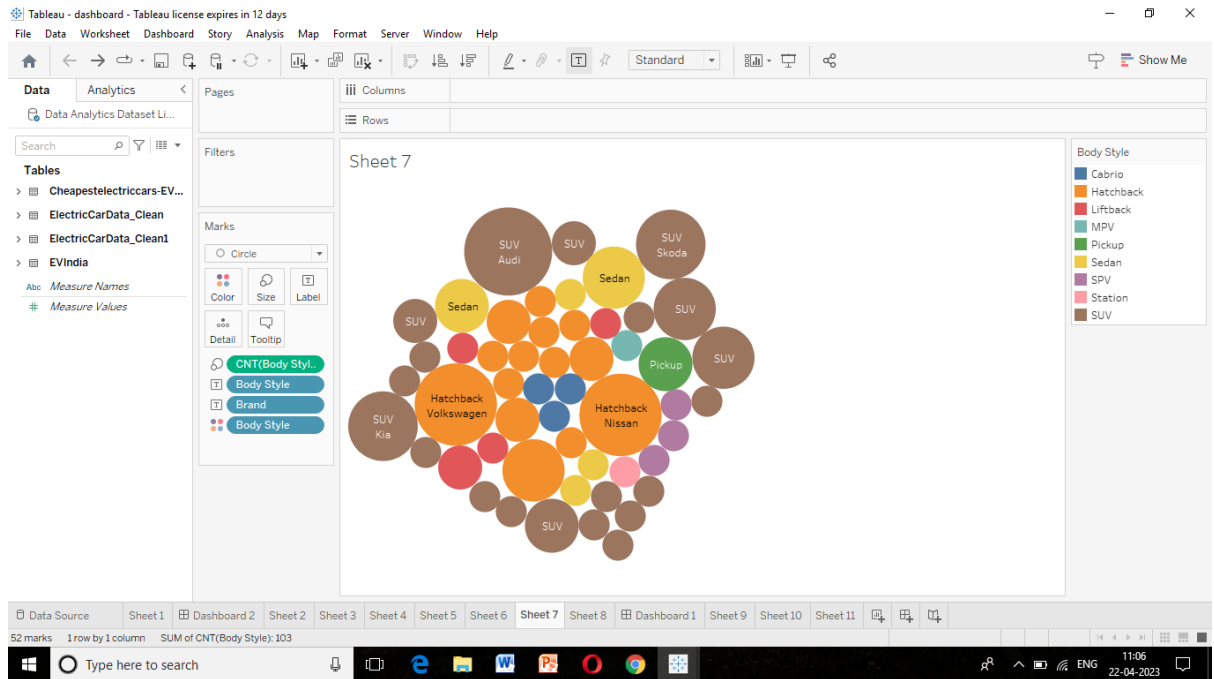 Tableau - dashboard - Tableau license expires in 12 days
File Data Worksheet Dashboard Story Analysis Map Format Server Window Help
Standard
Show Me
Data Analytics
Data Analytics Dataset Li...
Search
Tables
Cheapestelectriccars-EV...
ElectricCarData_Clean
ElectricCarData_Clean1
EVIndia
Abc Measure Names
# Measure Values
Pages
Filters
Marks
Circle
Color Size Label
Detail Tooltip
CNT(Body Styl..
Body Style
Brand
Body Style
iii Columns
Rows
Sheet 7
SUV
Audi
SUV
SUV
Skoda
Sedan
Sedan
SUV
SUV
SUV
Pickup
Hatchback
Volkswagen
Hatchback
Nissan
SUV
Kia
SUV
Body Style
Cabrio
Hatchback
Liftback
MPV
Pickup
Sedan
SPV
Station
SUV
Data Source Sheet 1 Dashboard 2 Sheet 2 Sheet 3 Sheet 4 Sheet 5 Sheet 6 Sheet 7 Sheet 8 Dashboard 1 Sheet 9 Sheet 10 Sheet 11
52 marks 1 row by 1 column SUM of CNT(Body Style): 103
Type here to search
ENG
11:06
22-04-2023